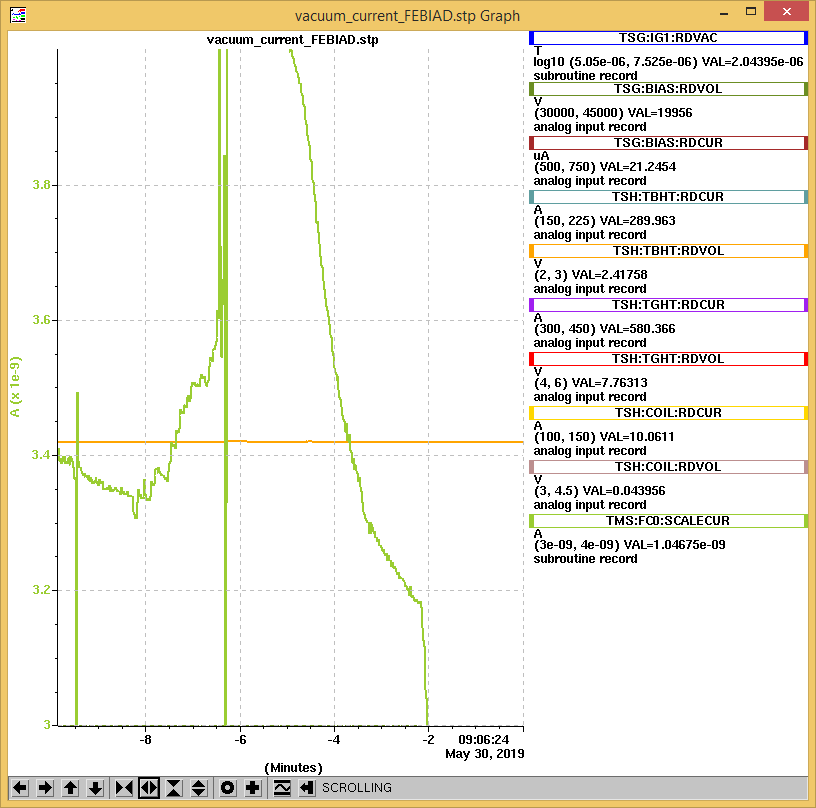 vacuum_current_FEBIAD.stp Graph
vacuum_current_FEBIAD.stp
3.8
3.6
3.4
3.2
3
A (x 1e-9)
-8
-6
-4
-2
09:06:24
May 30, 2019
(Minutes)
TSG:IG1:RDVAC
T
log10 (5.05e-06, 7.525e-06) VAL=2.04395e-06
subroutine record
TSG:BIAS:RDVOL
V
(30000, 45000) VAL=19956
analog input record
TSG:BIAS:RDCUR
uA
(500, 750) VAL=21.2454
analog input record
TSH:TBHT:RDCUR
A
(150, 225) VAL=289.963
analog input record
TSH:TBHT:RDVOL
V
(2, 3) VAL=2.41758
analog input record
TSH:TGHT:RDCUR
A
(300, 450) VAL=580.366
analog input record
TSH:TGHT:RDVOL
V
(4, 6) VAL=7.76313
analog input record
TSH:COIL:RDCUR
A
(100, 150) VAL=10.0611
analog input record
TSH:COIL:RDVOL
V
(3, 4.5) VAL=0.043956
analog input record
TMS:FC0:SCALECUR
A
(3e-09, 4e-09) VAL=1.04675e-09
subroutine record
SCROLLING